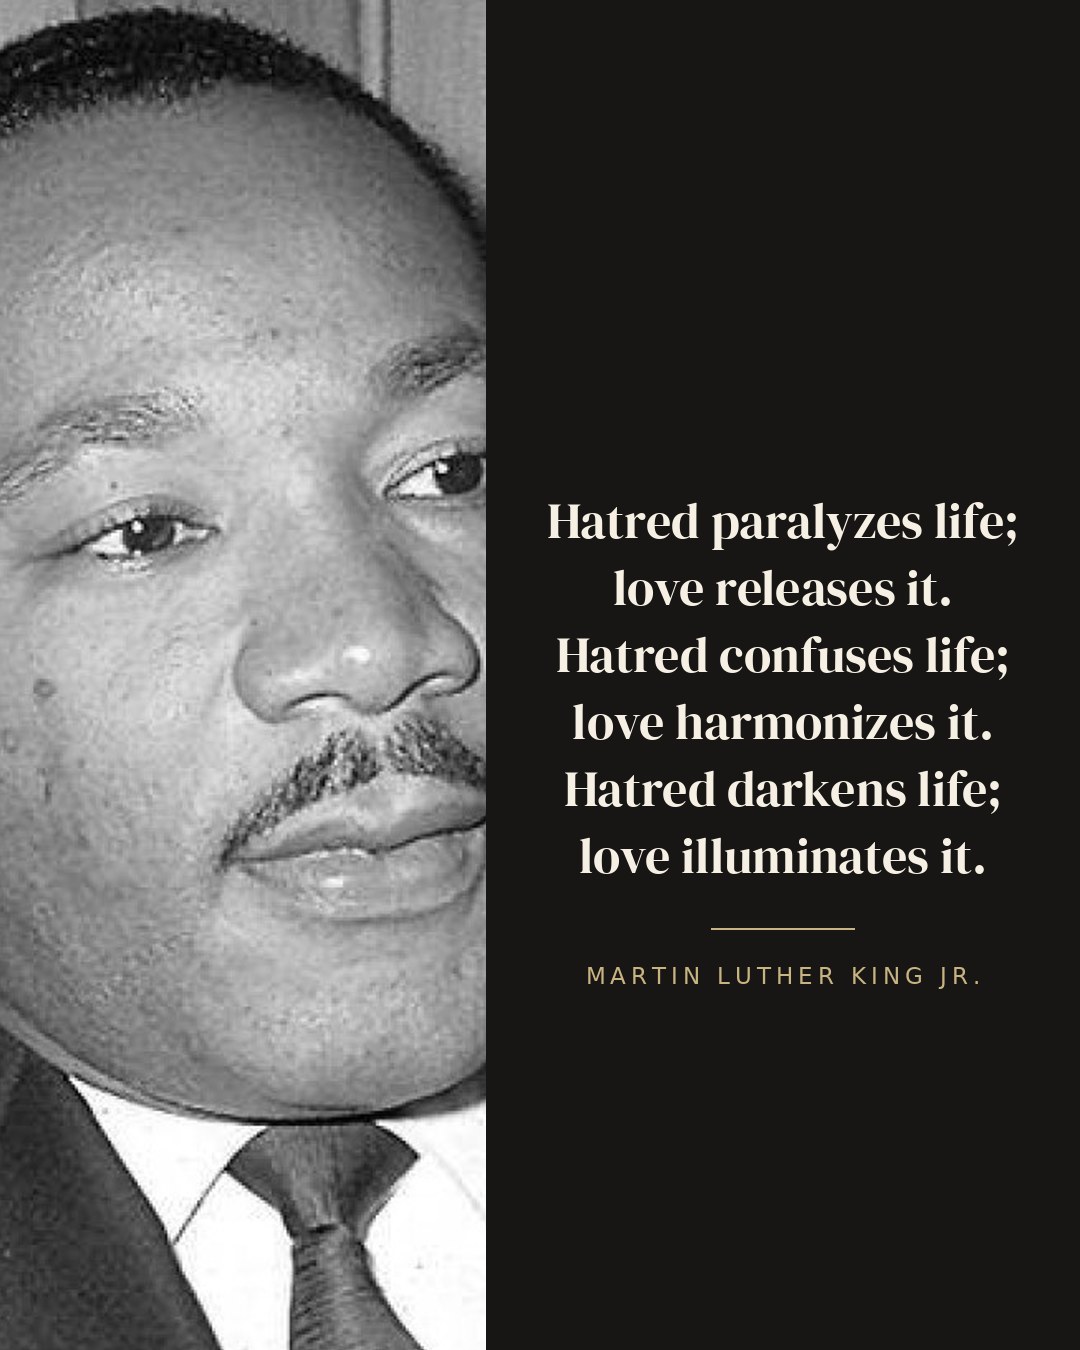 Hatred paralyzes life;
love releases it.
Hatred confuses life;
love harmonizes it.
Hatred darkens life;
love illuminates it.
MARTIN LUTHER KING JR.